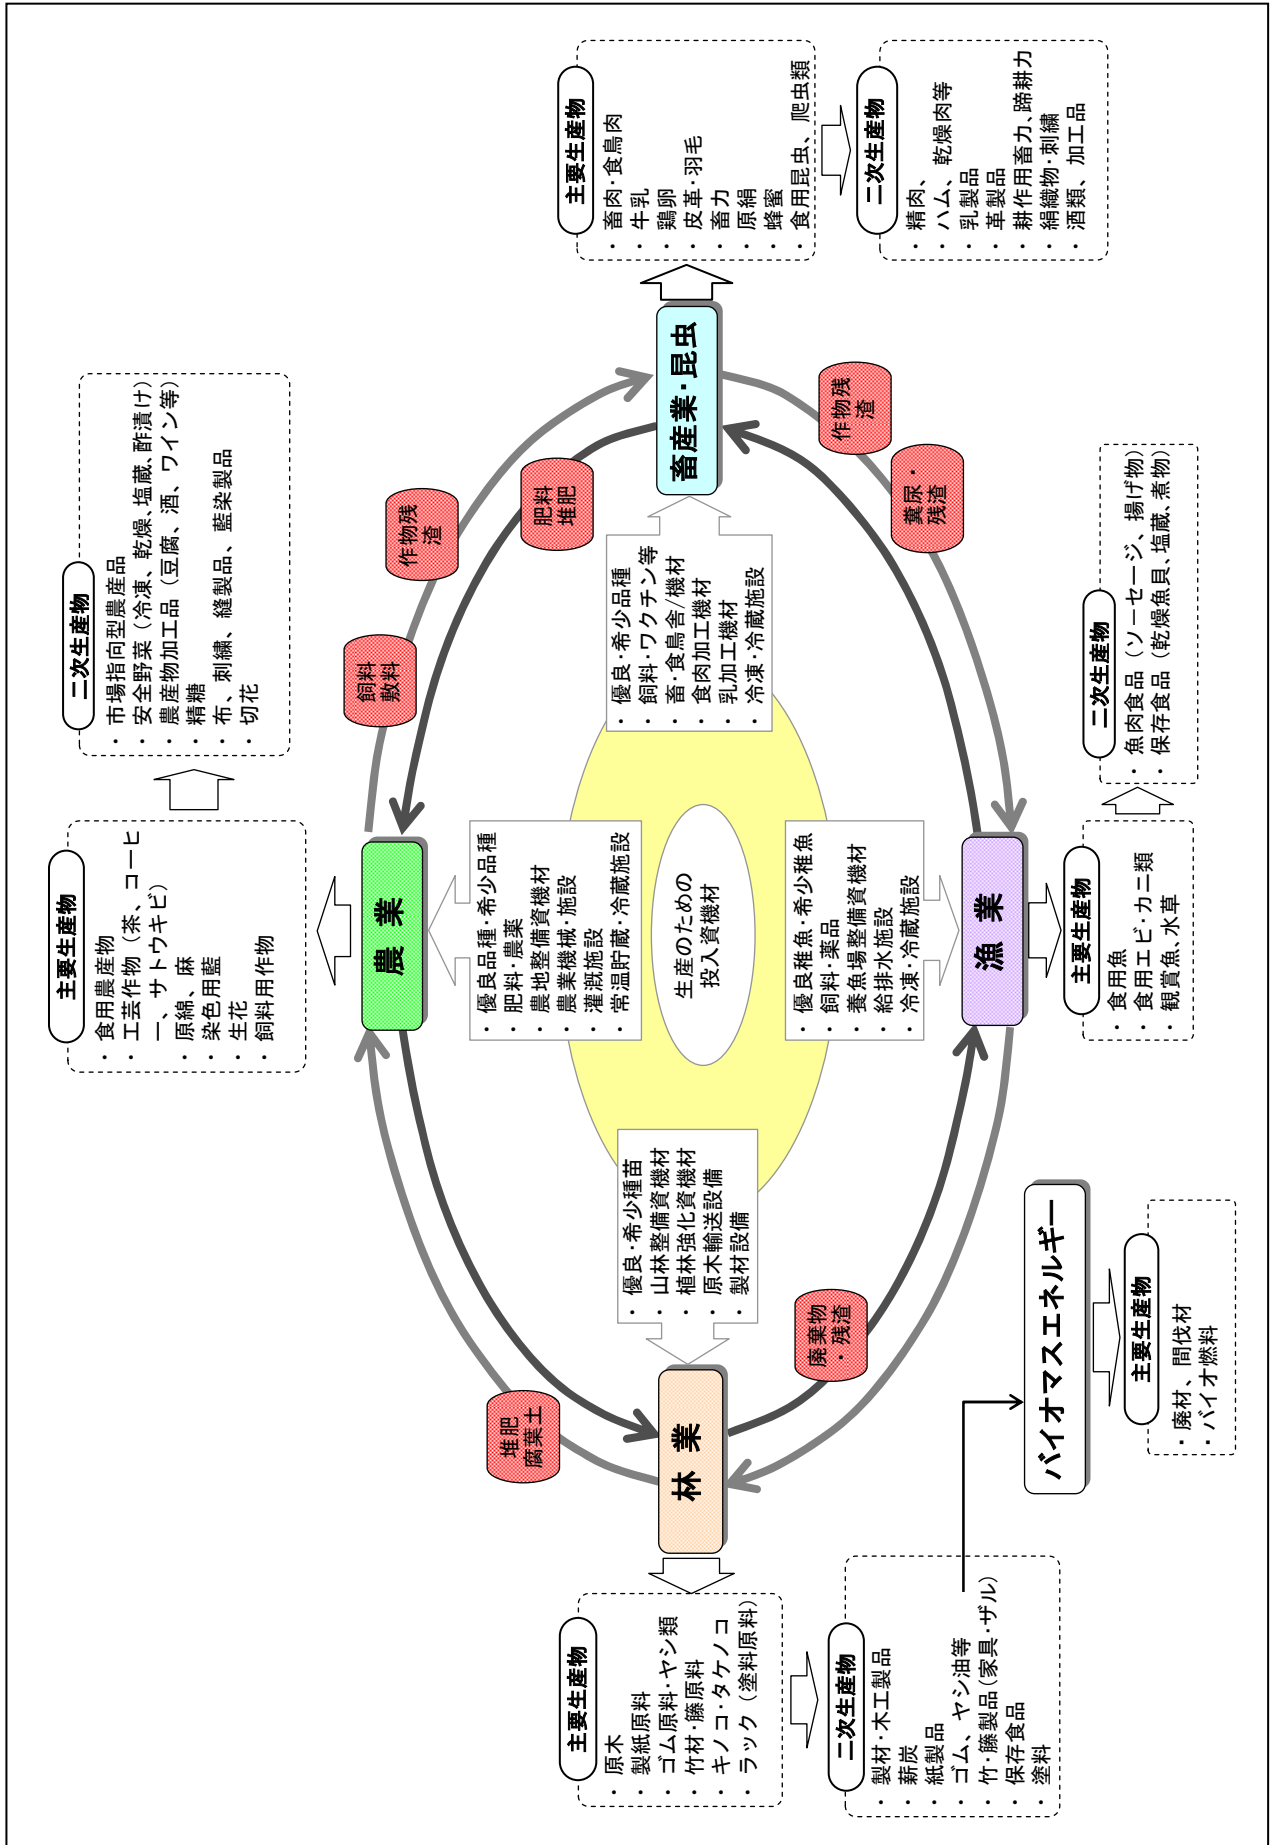 二次生産物
・市場指向型農産品
・安全野菜（冷凍、乾燥、塩蔵、酢漬け）
・農産物加工品（豆腐、酒、ワイン等）
・精糖
・布、刺繍、縫製品、藍染製品
・切花
主要生産物
・食用農産物
・工芸作物（茶、コーヒ
ー、サトウキビ）
・原綿、麻
・染色用藍
・生花
・飼料用作物
農 業
・優良品種・希少品種
・肥料・農薬
・農地整備資機材
・農業機械・施設
・灌漑施設
・常温貯蔵・冷蔵施設
堆肥
腐葉土
飼料
敷料
作物残
渣
肥料
堆肥
主要生産物
・原木
・製紙原料
・ゴム原料・ヤシ類
・竹材・藤原料
・キノコ・タケノコ
・ラック（塗料原料）
二次生産物
・製材・木工製品
・薪炭
・紙製品
・ゴム、ヤシ油等
・竹・藤製品（家具・ザル）
・保存食品
・塗料
林 業
・優良・希少種苗
・山林整備資機材
・植林強化資機材
・原木輸送設備
・製材設備
生産のための
投入資機材
・優良・希少品種
・飼料・ワクチン等
・畜・食鳥舎/機材
・食肉加工機材
・乳加工機材
・冷凍・冷蔵施設
畜産業・昆虫
主要生産物
・畜肉・食鳥肉
・牛乳
・鶏卵
・皮革・羽毛
・畜力
・原絹
・蜂蜜
・食用昆虫、爬虫類
二次生産物
・精肉、
・ハム、乾燥肉等
・乳製品
・革製品
・耕作用畜力、蹄耕力
・絹織物・刺繍
・酒類、加工品
廃棄物
・残渣
作物残
渣
糞尿・
残渣
・優良稚魚・希少稚魚
・飼料・薬品
・養魚場整備資機材
・給排水施設
・冷凍・冷蔵施設
漁 業
主要生産物
・食用魚
・食用エビ・カニ類
・観賞魚、水草
二次生産物
・魚肉食品（ソーセージ、揚げ物）
・保存食品（乾燥魚貝、塩蔵、煮物）
バイオマスエネルギー
主要生産物
・廃材、間伐材
・バイオ燃料